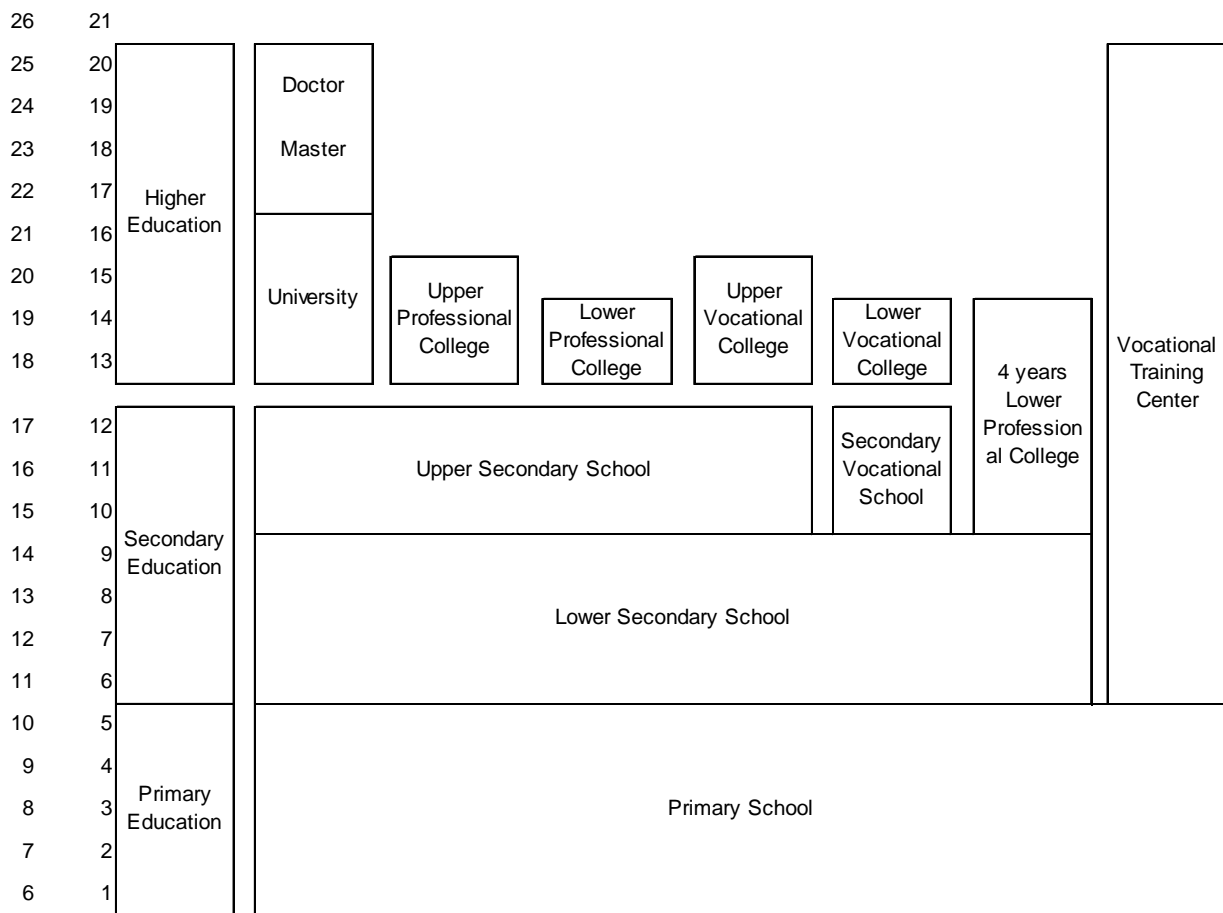 26 21
25 20
Doctor
24 19
23 18
Master
22 17
Higher
Education
21 16
20 15
University
Upper
Professional
College
Upper
Vocational
College
19 14
Lower
Professional
College
Lower
Vocational
College
18 13
4 years
Lower
Profession
al College
Vocational
Training
Center
17 12
16 11
Upper Secondary School
Secondary
Vocational
School
15 10
Secondary
Education
14 9
13 8
Lower Secondary School
12 7
11 6
10 5
9 4
Primary
Education
8 3
Primary School
7 2
6 1